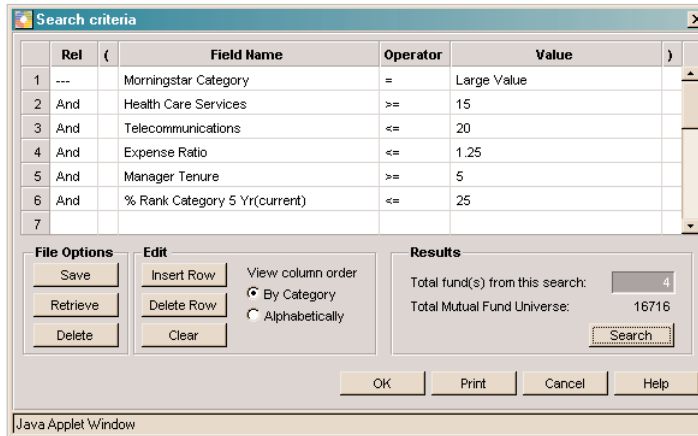 Search criteria
Rel ( Field Name Operator Value )
1 --- Morningstar Category = Large Value
2 And Health Care Services >= 15
3 And Telecommunications <= 20
4 And Expense Ratio <= 1.25
5 And Manager Tenure >= 5
6 And % Rank Category 5 Yr(current) <= 25
7
File Options Edit Results
Save Insert Row View column order Total fund(s) from this search: 4
Retrieve Delete Row By Category Total Mutual Fund Universe: 16716
Delete Clear Alphabetically Search
OK Print Cancel Help
Java Applet Window